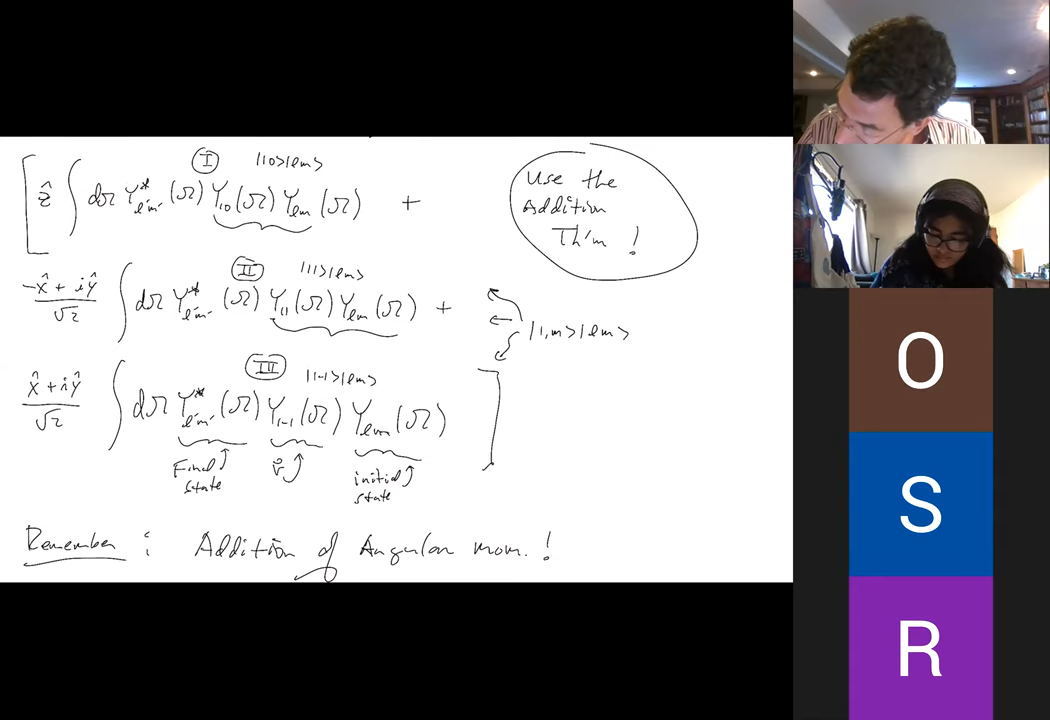 I |10>|lm>
[ ẑ ∫ dΩ Y*l'm' (Ω) Y10 (Ω) Ylm (Ω) +
Use the
Addition
Th'm !
II |11>|lm>
-x̂ + iŷ / √2 ∫ dΩ Y*l'm' (Ω) Y11 (Ω) Ylm (Ω) +
|1,m>|lm>
III |1-1>|lm>
x̂ + iŷ / √2 ∫ dΩ Y*l'm' (Ω) Y1-1 (Ω) Ylm (Ω) ]
Final state
r̂
initial state
Remember : Addition of Angular mom. !
O
S
R